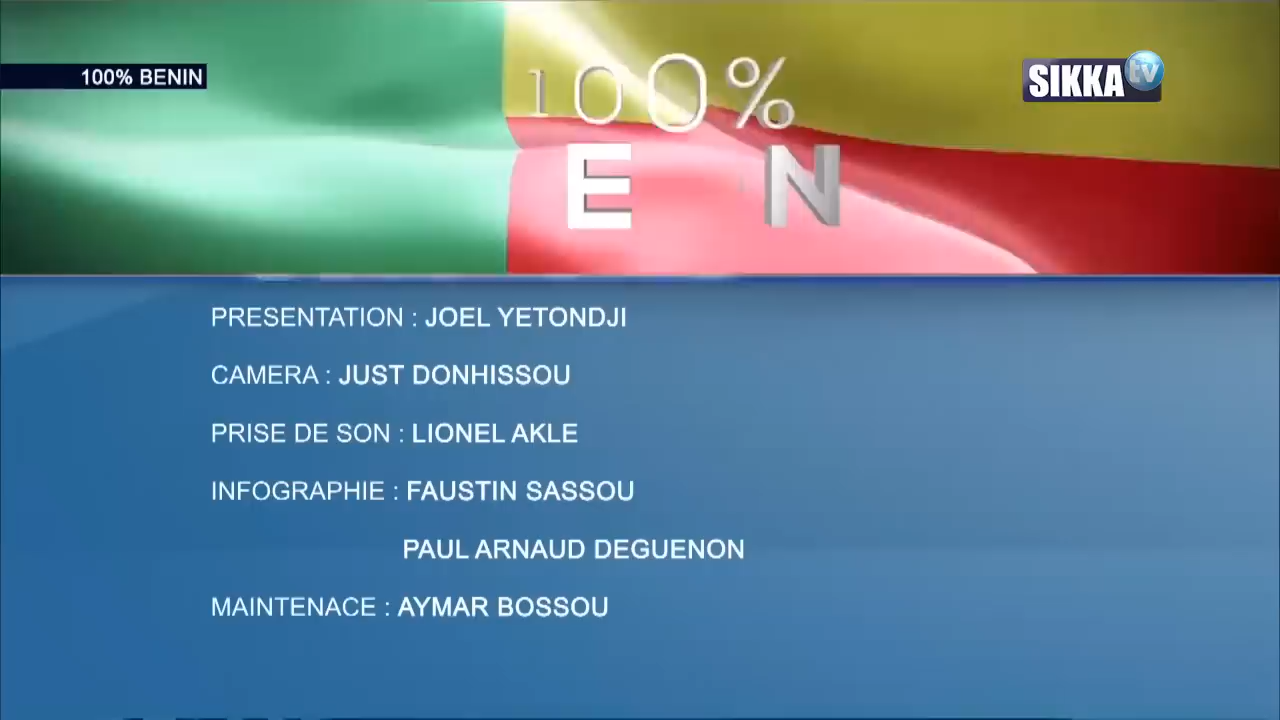 100%
100% BENIN
SIKKA tv
E N
PRESENTATION : JOEL YETONDJI
CAMERA : JUST DONHISSOU
PRISE DE SON : LIONEL AKLE
INFOGRAPHIE : FAUSTIN SASSOU
PAUL ARNAUD DEGUENON
MAINTENACE : AYMAR BOSSOU